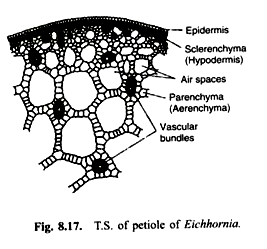 Epidermis
Sclerenchyma
(Hypodermis)
Air spaces
Parenchyma
(Aerenchyma)
Vascular
bundles
Fig. 8.17. T.S. of petiole of Eichhornia.